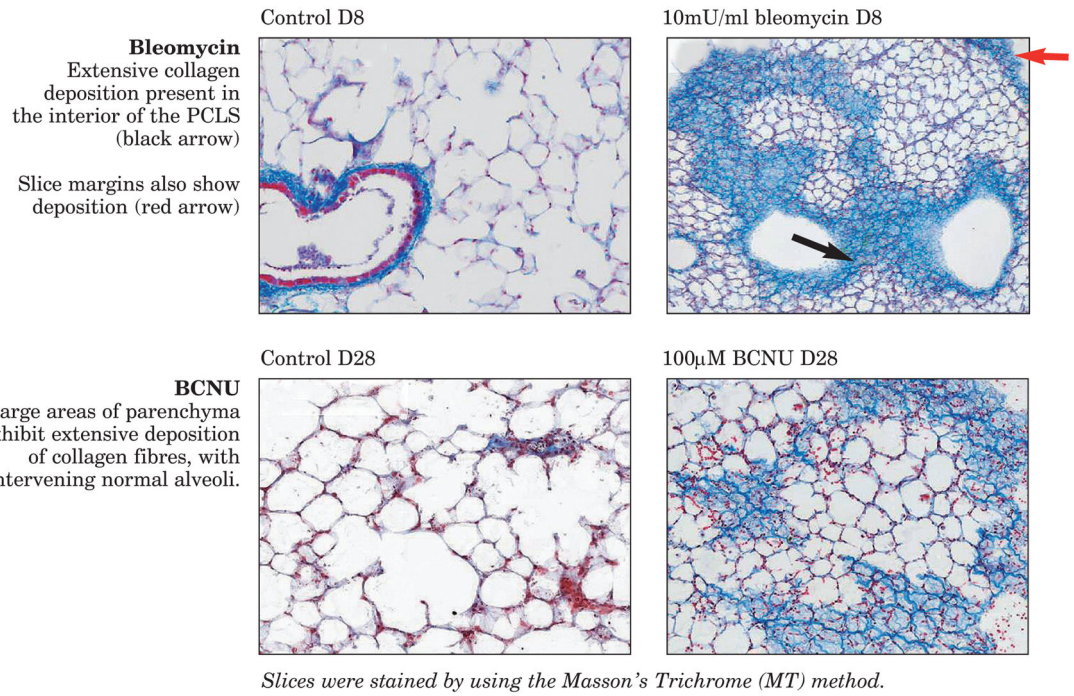 Control D8
10mU/ml bleomycin D8
Bleomycin
Extensive collagen
deposition present in
the interior of the PCLS
(black arrow)
Slice margins also show
deposition (red arrow)
Control D28
100μM BCNU D28
BCNU
arge areas of parenchyma
hibit extensive deposition
of collagen fibres, with
ntervening normal alveoli.
Slices were stained by using the Masson's Trichrome (MT) method.